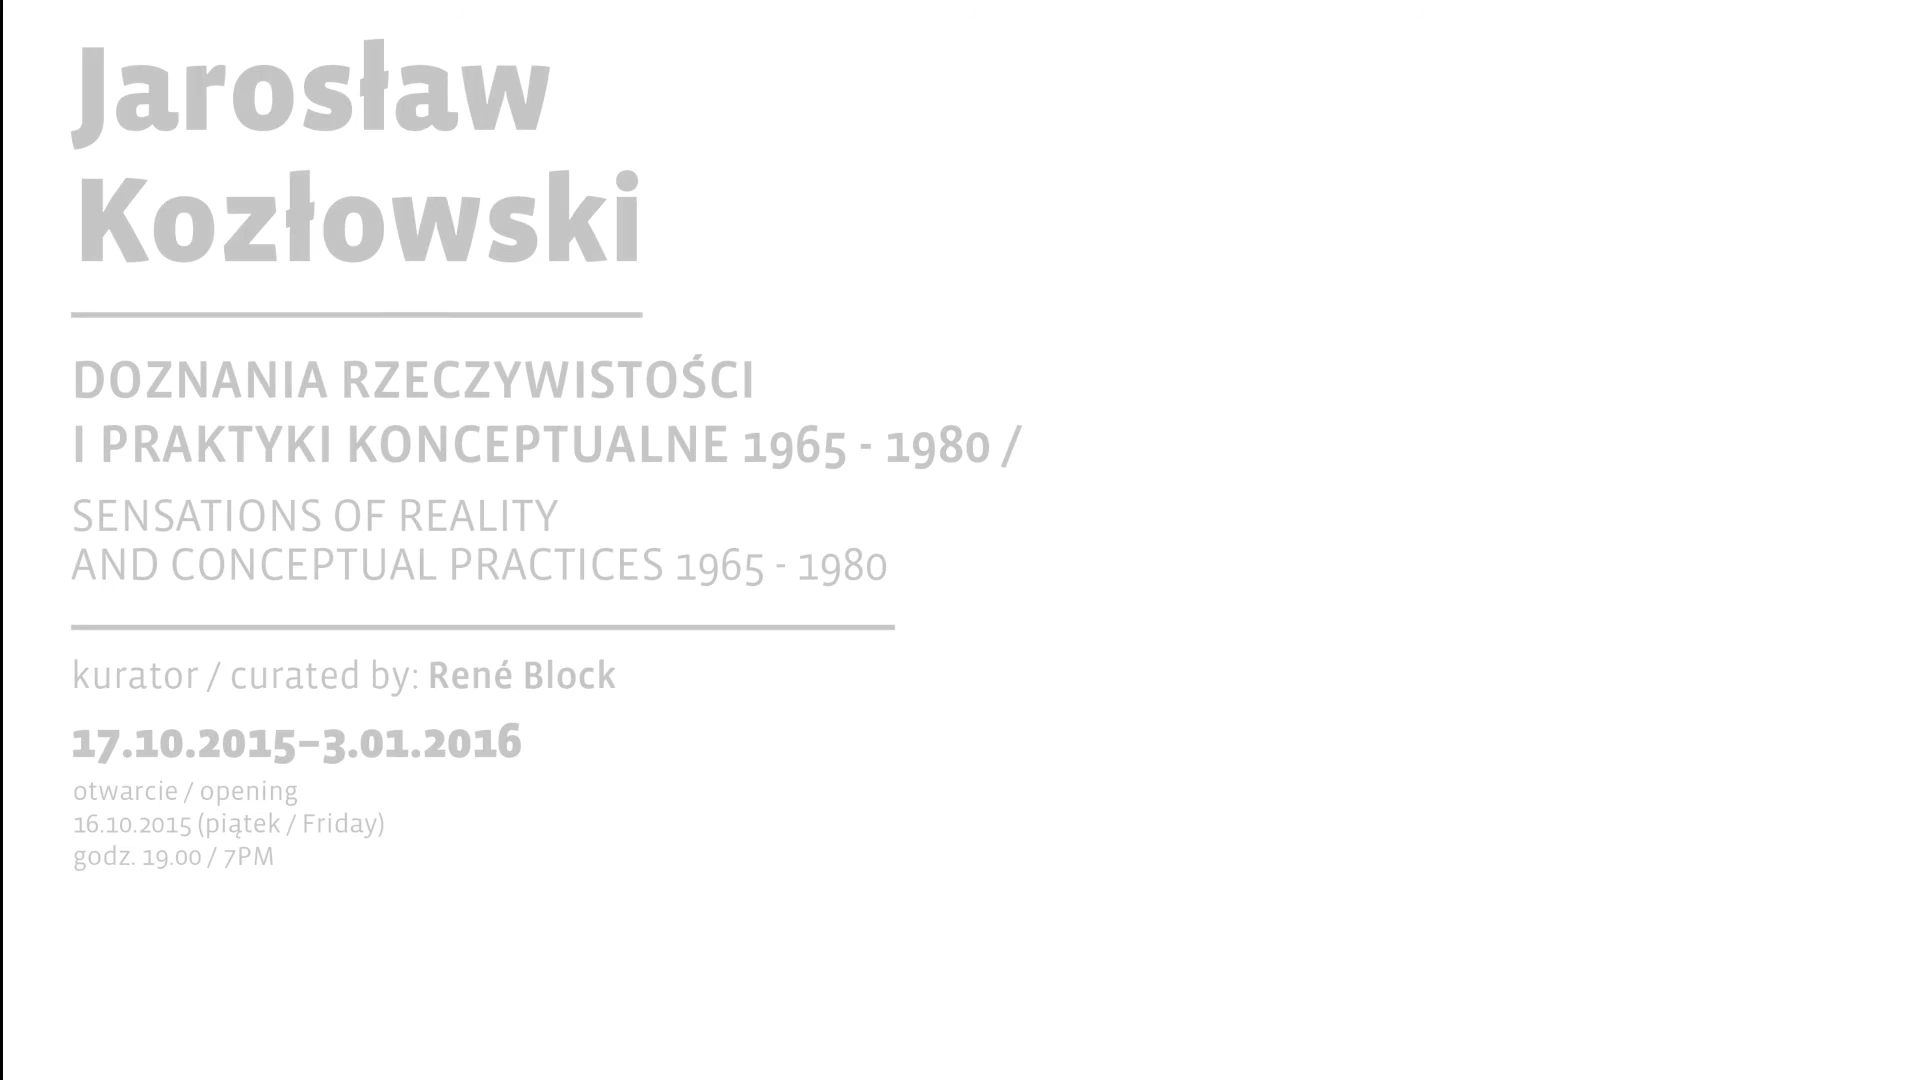 Jarosław
Kozłowski
DOZNANIA RZECZYWISTOŚCI
I PRAKTYKI KONCEPTUALNE 1965 - 1980 /
SENSATIONS OF REALITY
AND CONCEPTUAL PRACTICES 1965 - 1980
kurator / curated by: René Block
17.10.2015–3.01.2016
otwarcie / opening
16.10.2015 (piątek / Friday)
godz. 19.00 / 7PM